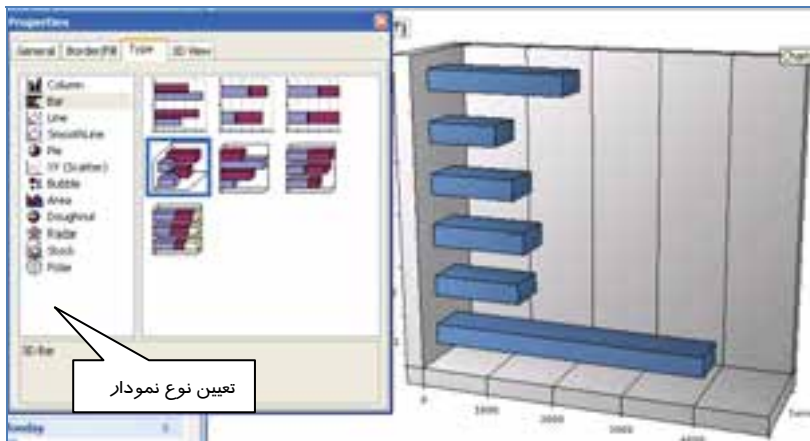 Properties
General Border/Fill Type 3D View
Column
Bar
Line
SmoothLine
Pie
XY (Scatter)
Bubble
Area
Doughnut
Radar
Stock
Polar
3D Bar
تعیین نوع نمودار
0
1000
2000
3000
4000